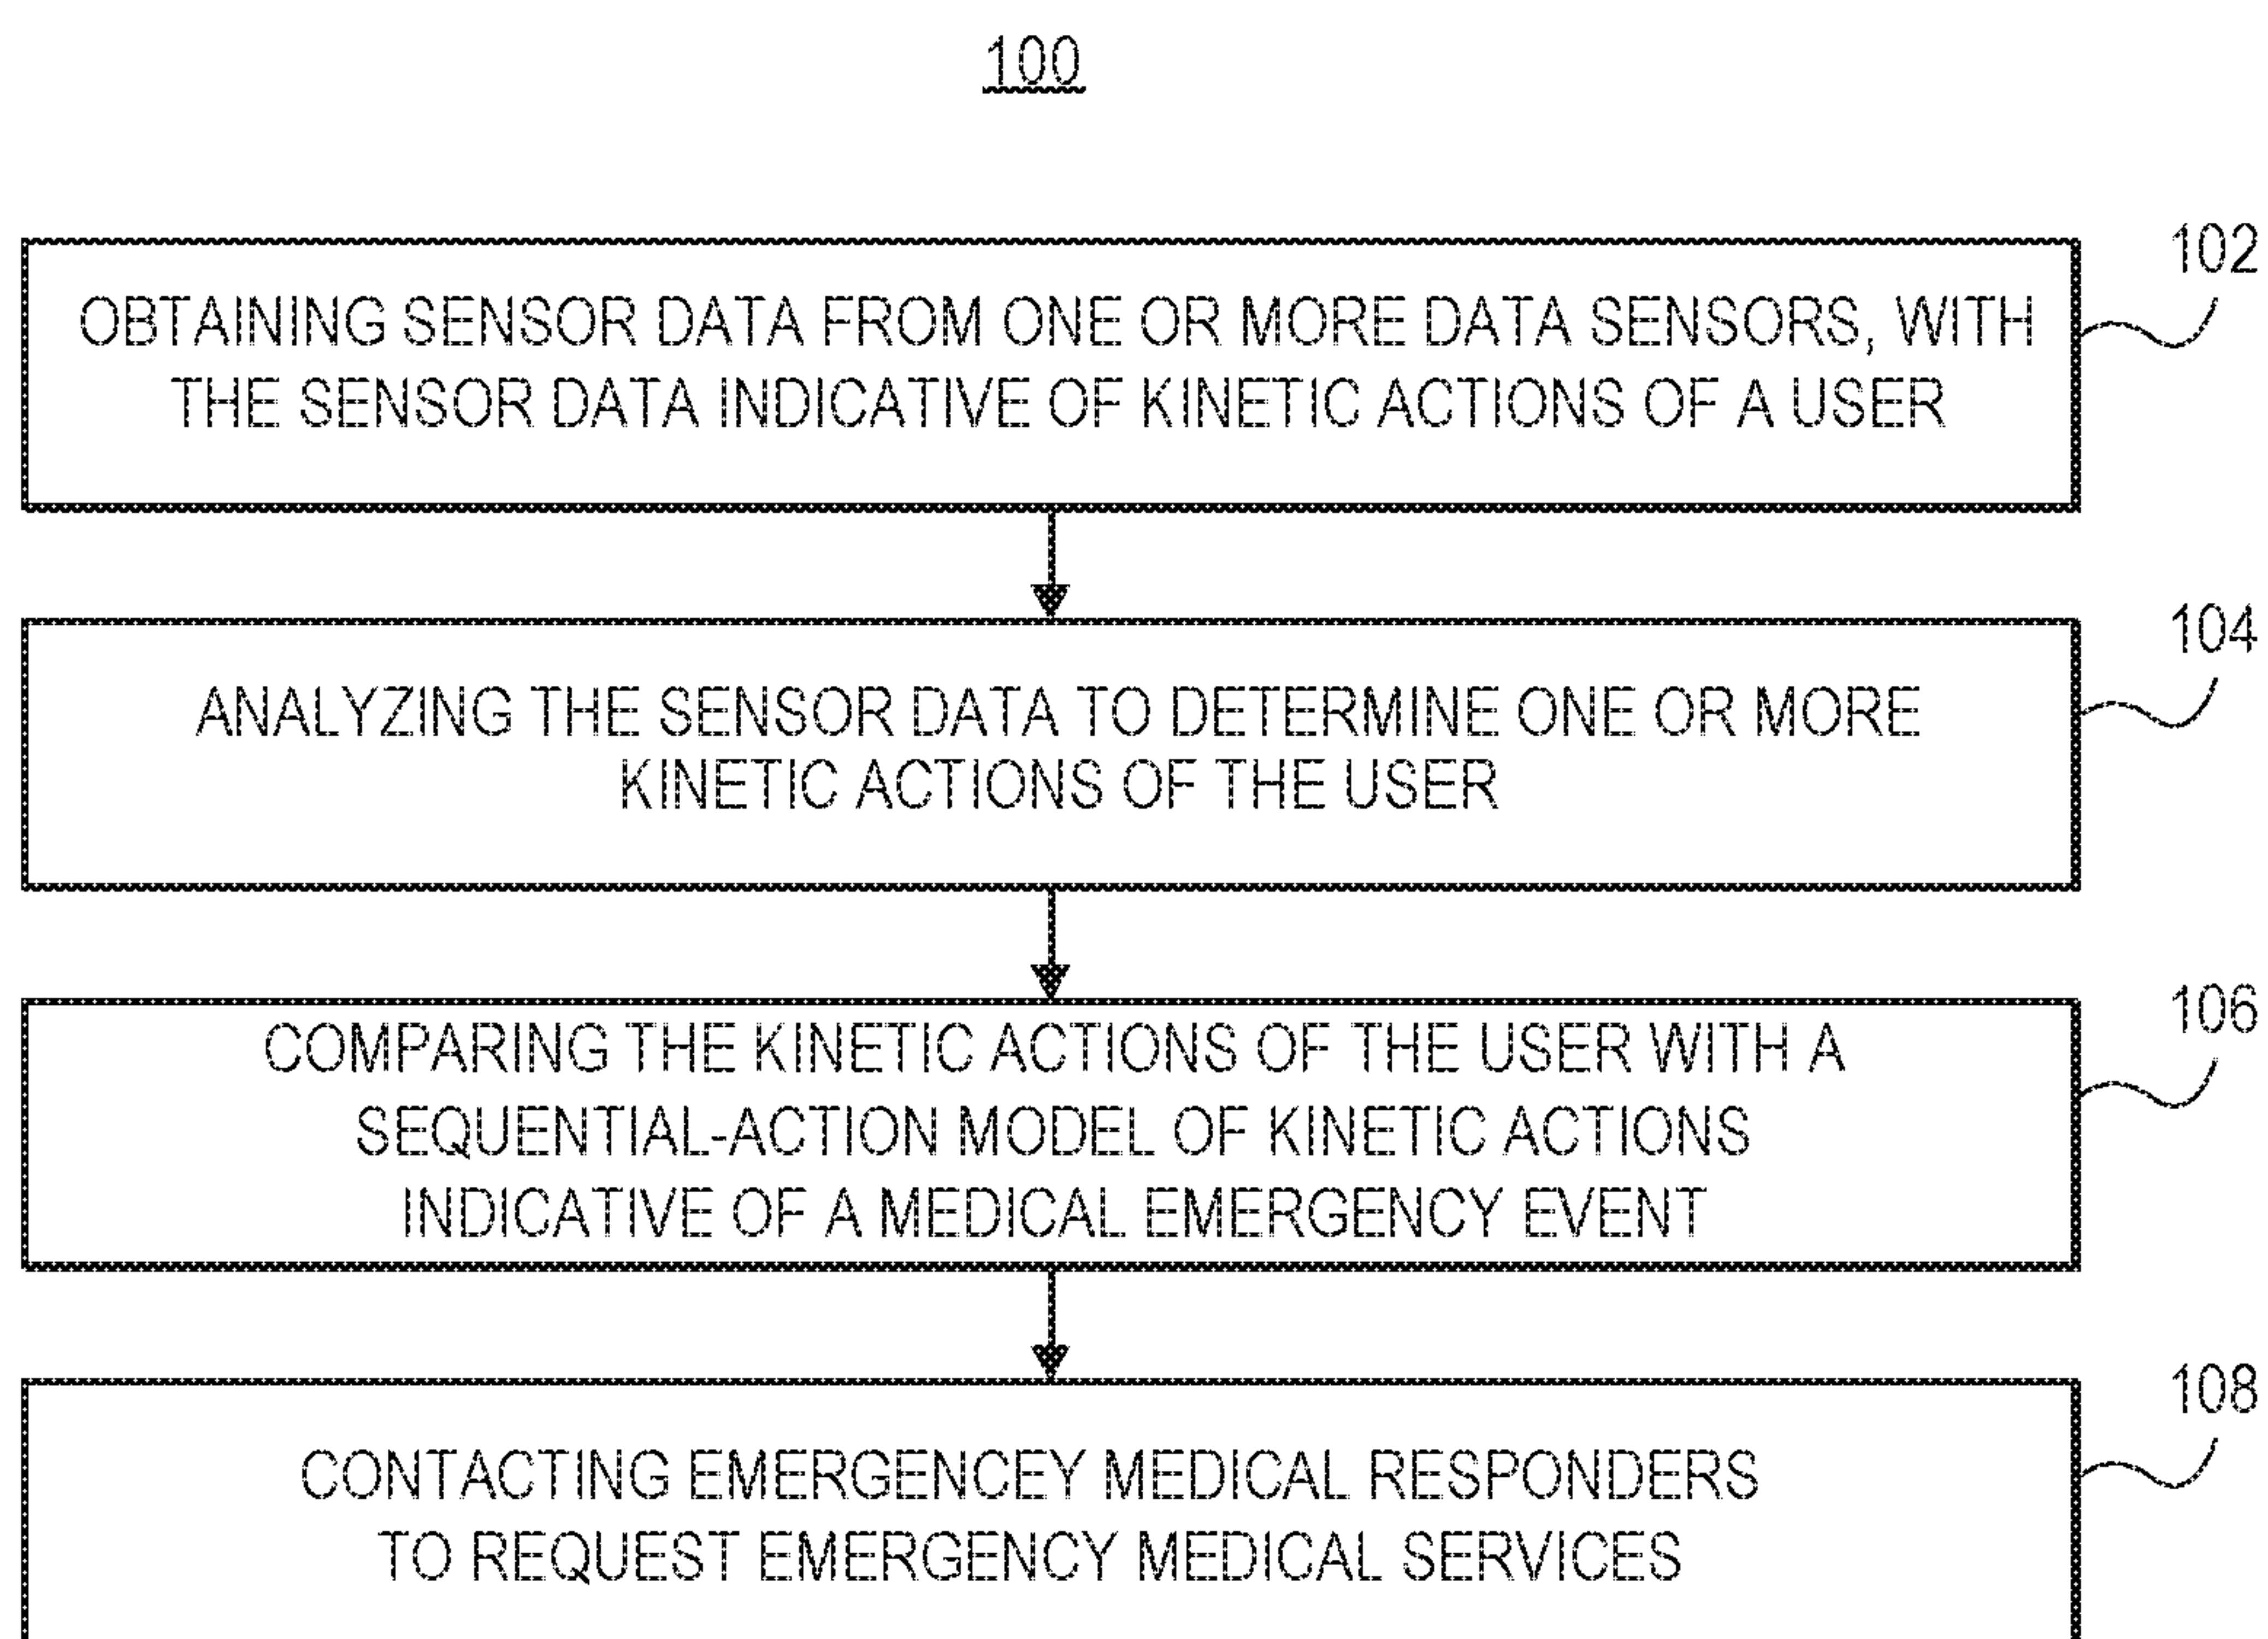 100
102
OBTAINING SENSOR DATA FROM ONE OR MORE DATA SENSORS, WITH
THE SENSOR DATA INDICATIVE OF KINETIC ACTIONS OF A USER
104
ANALYZING THE SENSOR DATA TO DETERMINE ONE OR MORE
KINETIC ACTIONS OF THE USER
106
COMPARING THE KINETIC ACTIONS OF THE USER WITH A
SEQUENTIAL-ACTION MODEL OF KINETIC ACTIONS
INDICATIVE OF A MEDICAL EMERGENCY EVENT
108
CONTACTING EMERGENCEY MEDICAL RESPONDERS
TO REQUEST EMERGENCY MEDICAL SERVICES